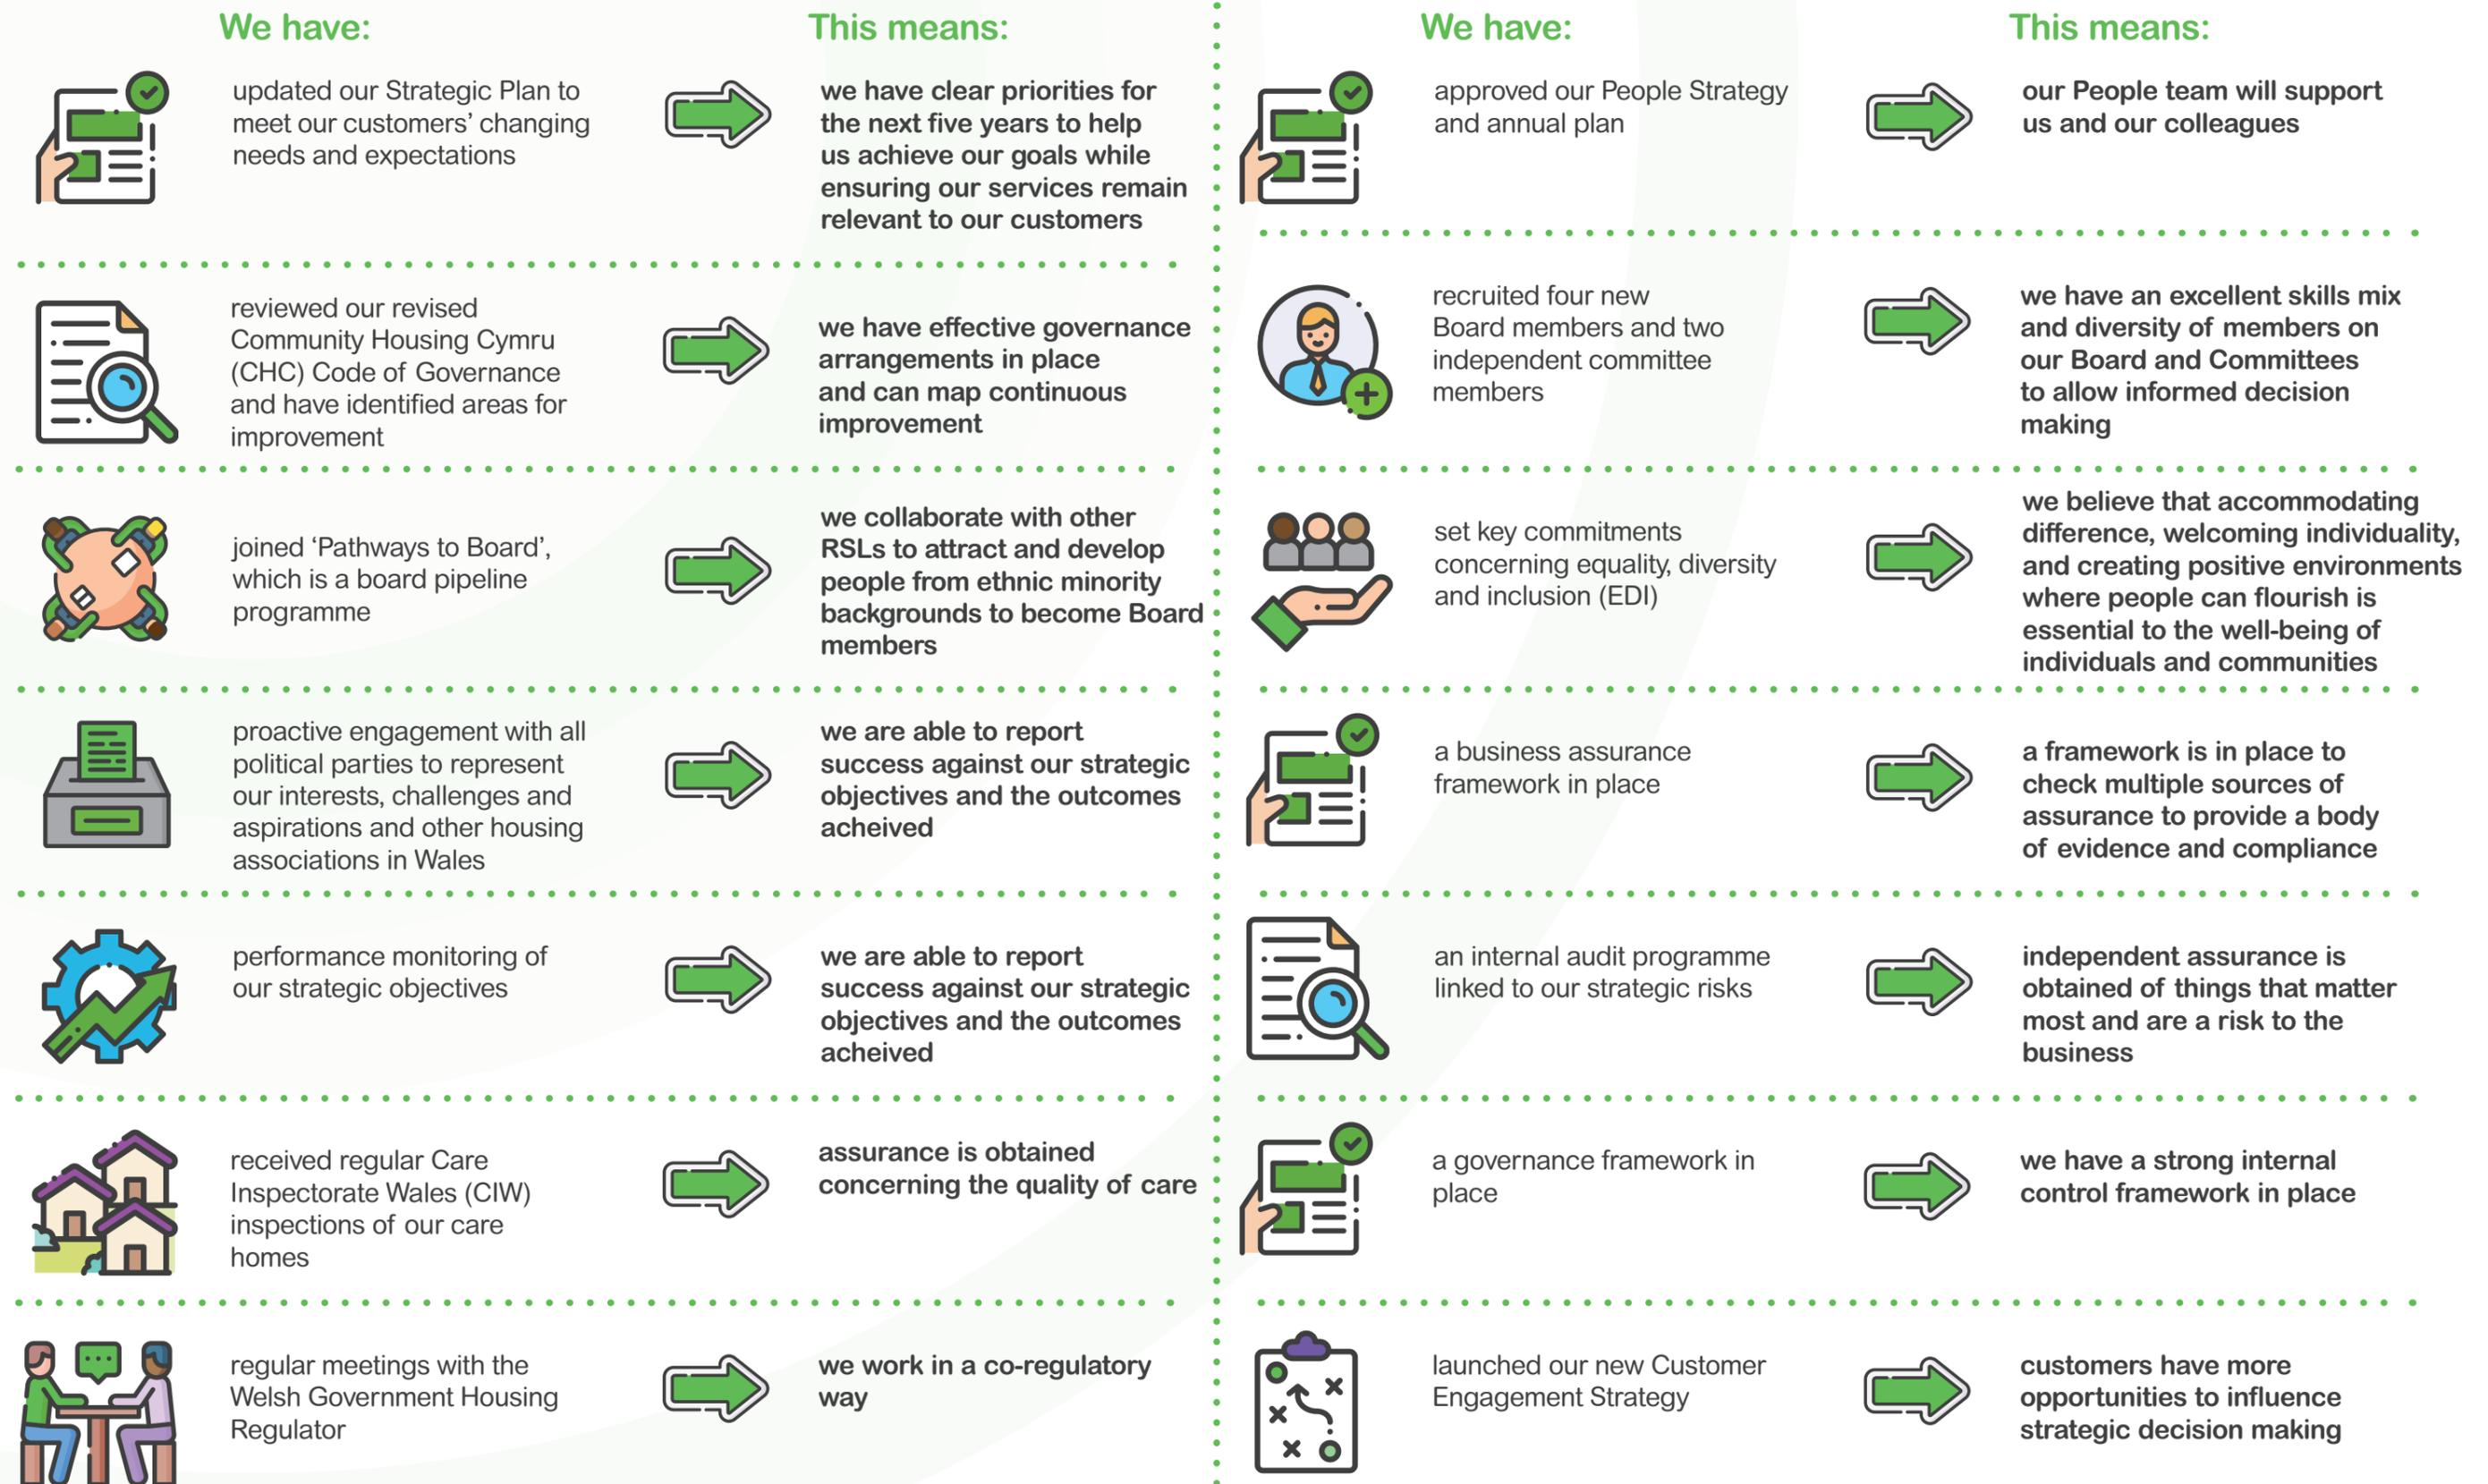 We have:
This means:
updated our Strategic Plan to
meet our customers’ changing
needs and expectations
we have clear priorities for
the next five years to help
us achieve our goals while
ensuring our services remain
relevant to our customers
reviewed our revised
Community Housing Cymru
(CHC) Code of Governance
and have identified areas for
improvement
we have effective governance
arrangements in place
and can map continuous
improvement
joined ‘Pathways to Board’,
which is a board pipeline
programme
we collaborate with other
RSLs to attract and develop
people from ethnic minority
backgrounds to become Board
members
proactive engagement with all
political parties to represent
our interests, challenges and
aspirations and other housing
associations in Wales
we are able to report
success against our strategic
objectives and the outcomes
acheived
performance monitoring of
our strategic objectives
we are able to report
success against our strategic
objectives and the outcomes
acheived
received regular Care
Inspectorate Wales (CIW)
inspections of our care
homes
assurance is obtained
concerning the quality of care
regular meetings with the
Welsh Government Housing
Regulator
we work in a co-regulatory
way
We have:
This means:
approved our People Strategy
and annual plan
our People team will support
us and our colleagues
recruited four new
Board members and two
independent committee
members
we have an excellent skills mix
and diversity of members on
our Board and Committees
to allow informed decision
making
set key commitments
concerning equality, diversity
and inclusion (EDI)
we believe that accommodating
difference, welcoming individuality,
and creating positive environments
where people can flourish is
essential to the well-being of
individuals and communities
a business assurance
framework in place
a framework is in place to
check multiple sources of
assurance to provide a body
of evidence and compliance
an internal audit programme
linked to our strategic risks
independent assurance is
obtained of things that matter
most and are a risk to the
business
a governance framework in
place
we have a strong internal
control framework in place
launched our new Customer
Engagement Strategy
customers have more
opportunities to influence
strategic decision making